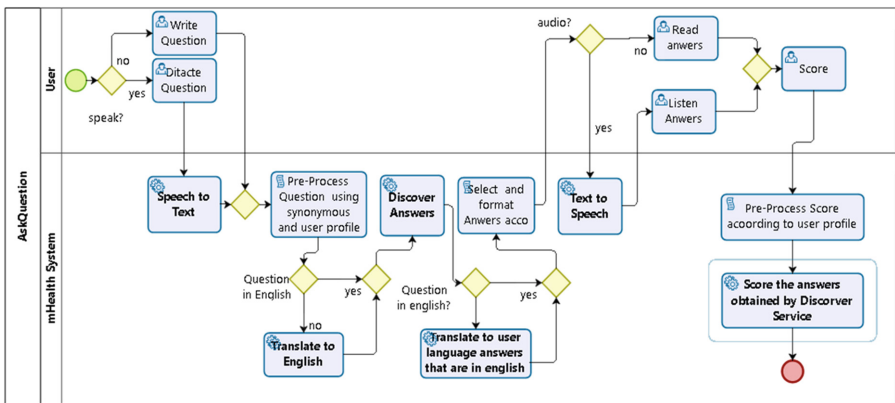 AskQuestion
User
mHealth System
Write
Question
no
Ditacte
Question
yes
speak?
audio?
Read
anwers
no
Score
Listen
Anwers
yes
Speech to
Text
Pre-Process
Question using
synonymous
and user profile
Discover
Answers
Select and
format
Anwers acco
Text to
Speech
Pre-Process Score
acoording to user profile
Question
in English
yes
no
Translate to
English
Question
in english?
yes
Translate to user
language answers
that are in english
Score the answers
obtained by Discorver
Service